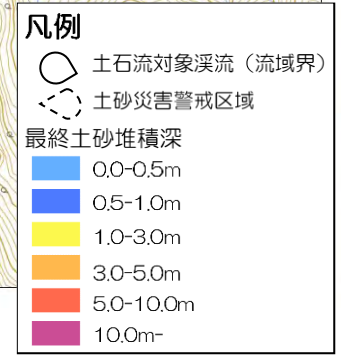 凡例
土石流対象渓流（流域界）
土砂災害警戒区域
最終土砂堆積深
0.0-0.5m
0.5-1.0m
1.0-3.0m
3.0-5.0m
5.0-10.0m
10.0m-